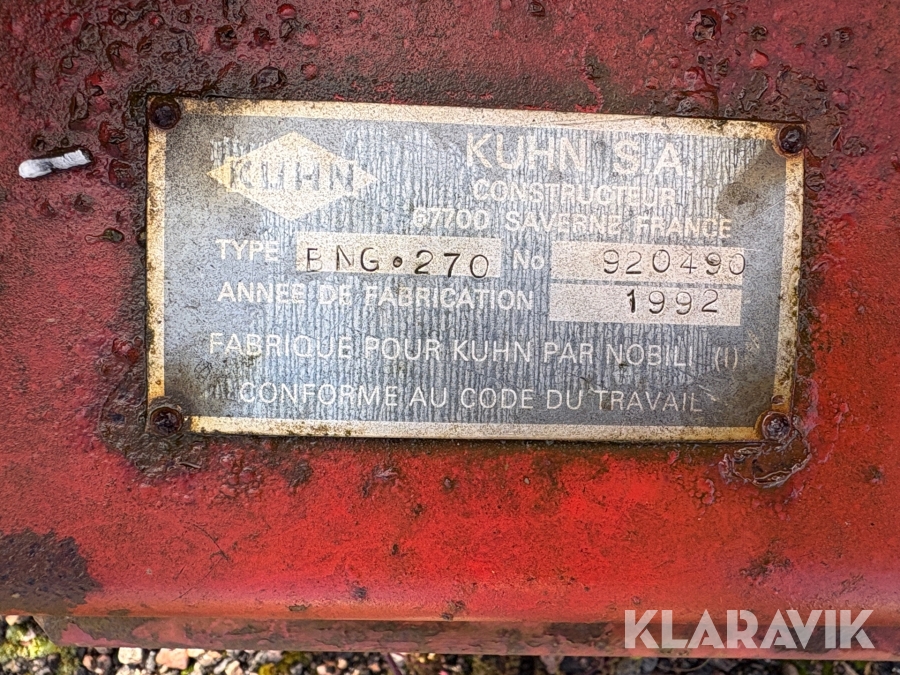 KUHN
KUHN S.A.
CONSTRUCTEUR
67700 SAVERNE FRANCE
TYPE BNG•270 No 920490
ANNEE DE FABRICATION 1992
FABRIQUE POUR KUHN PAR NOBILI (I)
CONFORME AU CODE DU TRAVAIL
KLARAVIK